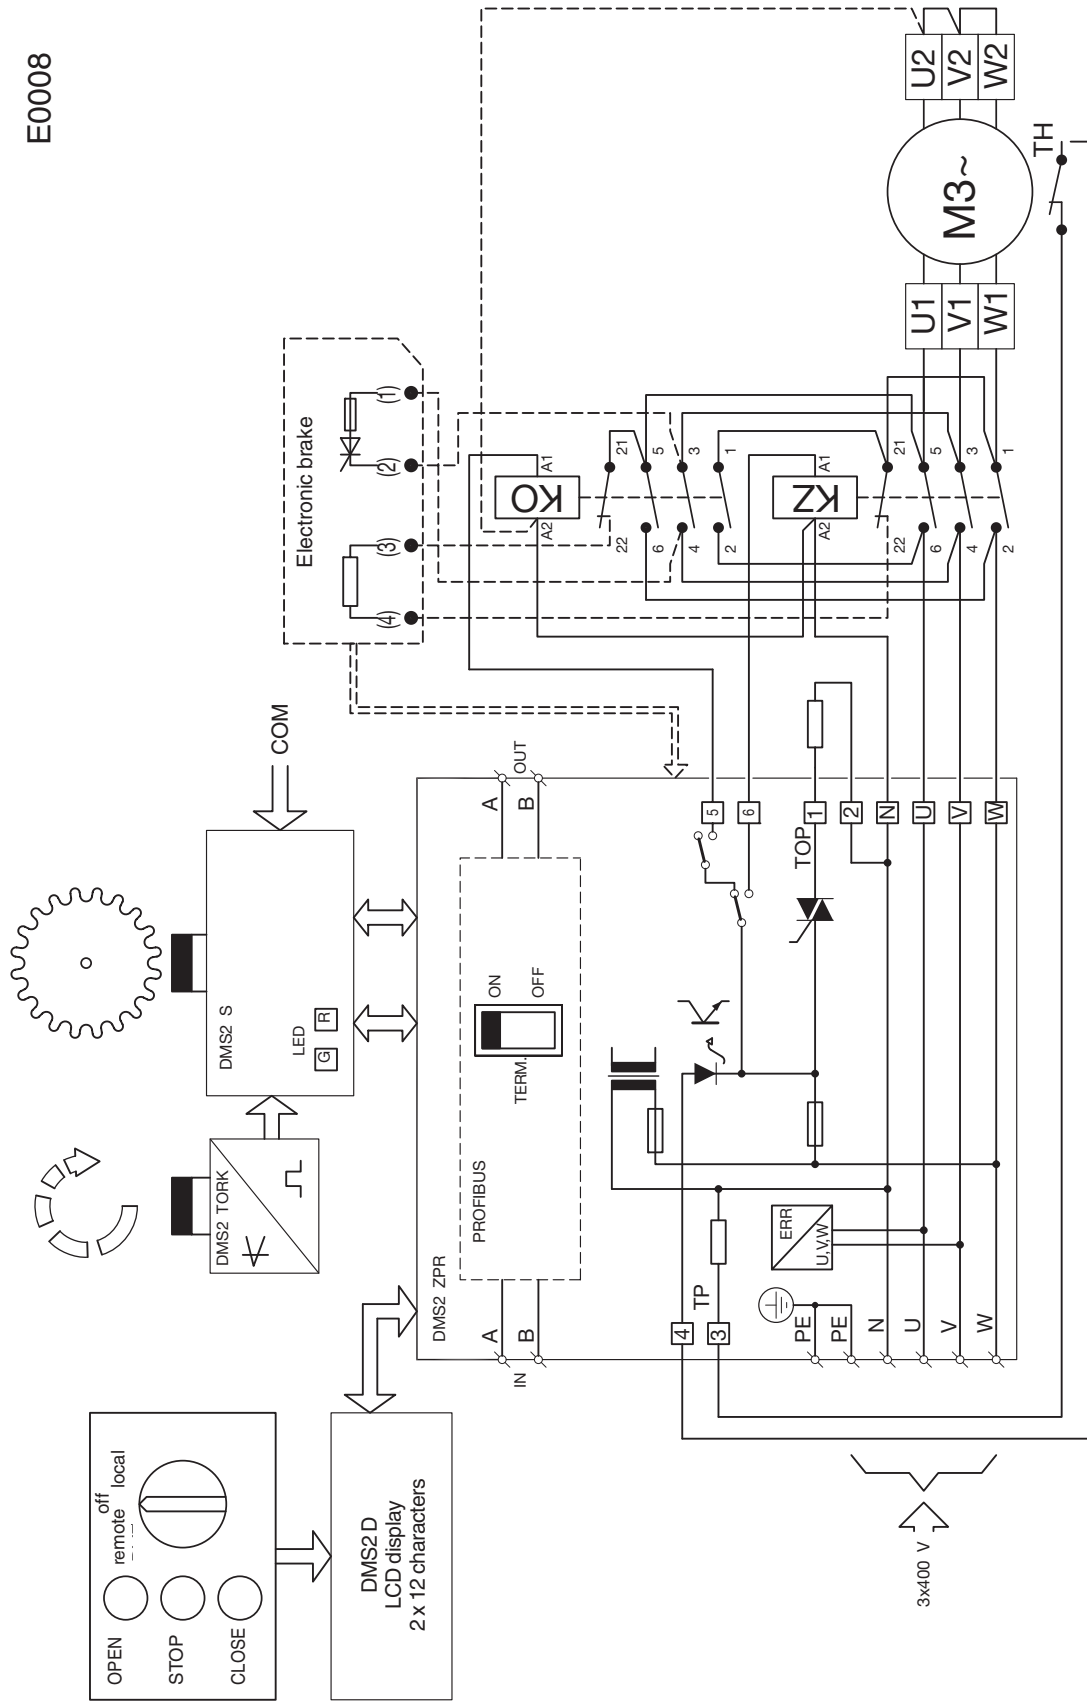 E0008
OPEN
STOP
CLOSE
remote
off
local
DMS2 D
LCD display
2 x 12 characters
DMS2 TORK
DMS2 S
LED
G
R
COM
DMS2 ZPR
PROFIBUS
TERM.
ON
OFF
IN
A
B
A
B
OUT
Electronic brake
(4)
(3)
(2)
(1)
KO
A2
A1
22
21
6
5
4
3
2
1
KZ
A2
A1
22
21
6
5
4
3
2
1
4
3
TP
5
6
TOP
1
2
N
U
V
W
ERR
U,V,W
PE
PE
N
U
V
W
3x400 V
U1
V1
W1
M3~
U2
V2
W2
TH